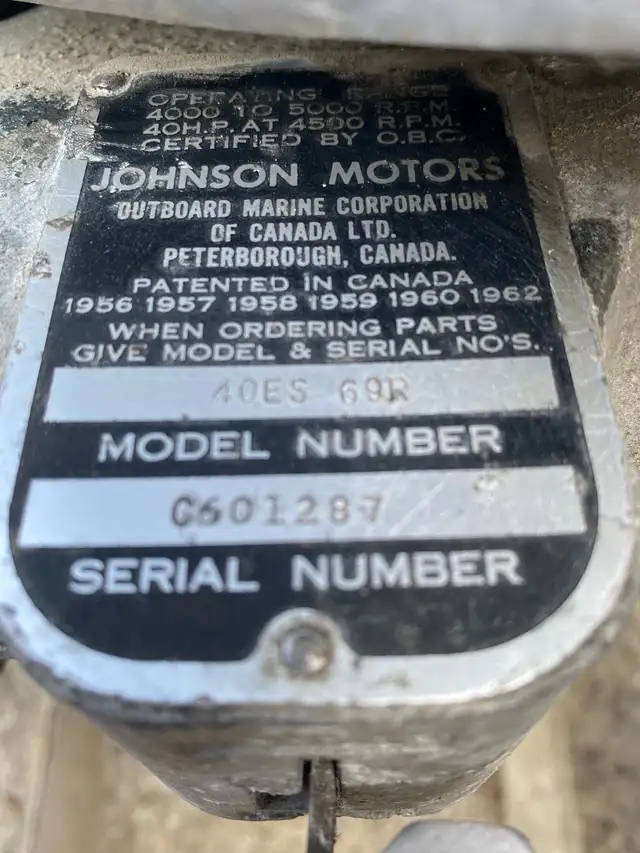 OPERATING RANGE
4000 TO 5000 R.P.M.
40H.P. AT 4500 R.P.M.
CERTIFIED BY O.B.C.
JOHNSON MOTORS
OUTBOARD MARINE CORPORATION
OF CANADA LTD.
PETERBOROUGH, CANADA.
PATENTED IN CANADA
1956 1957 1958 1959 1960 1962
WHEN ORDERING PARTS
GIVE MODEL & SERIAL NO'S.
40ES 69R
MODEL NUMBER
C601287
SERIAL NUMBER